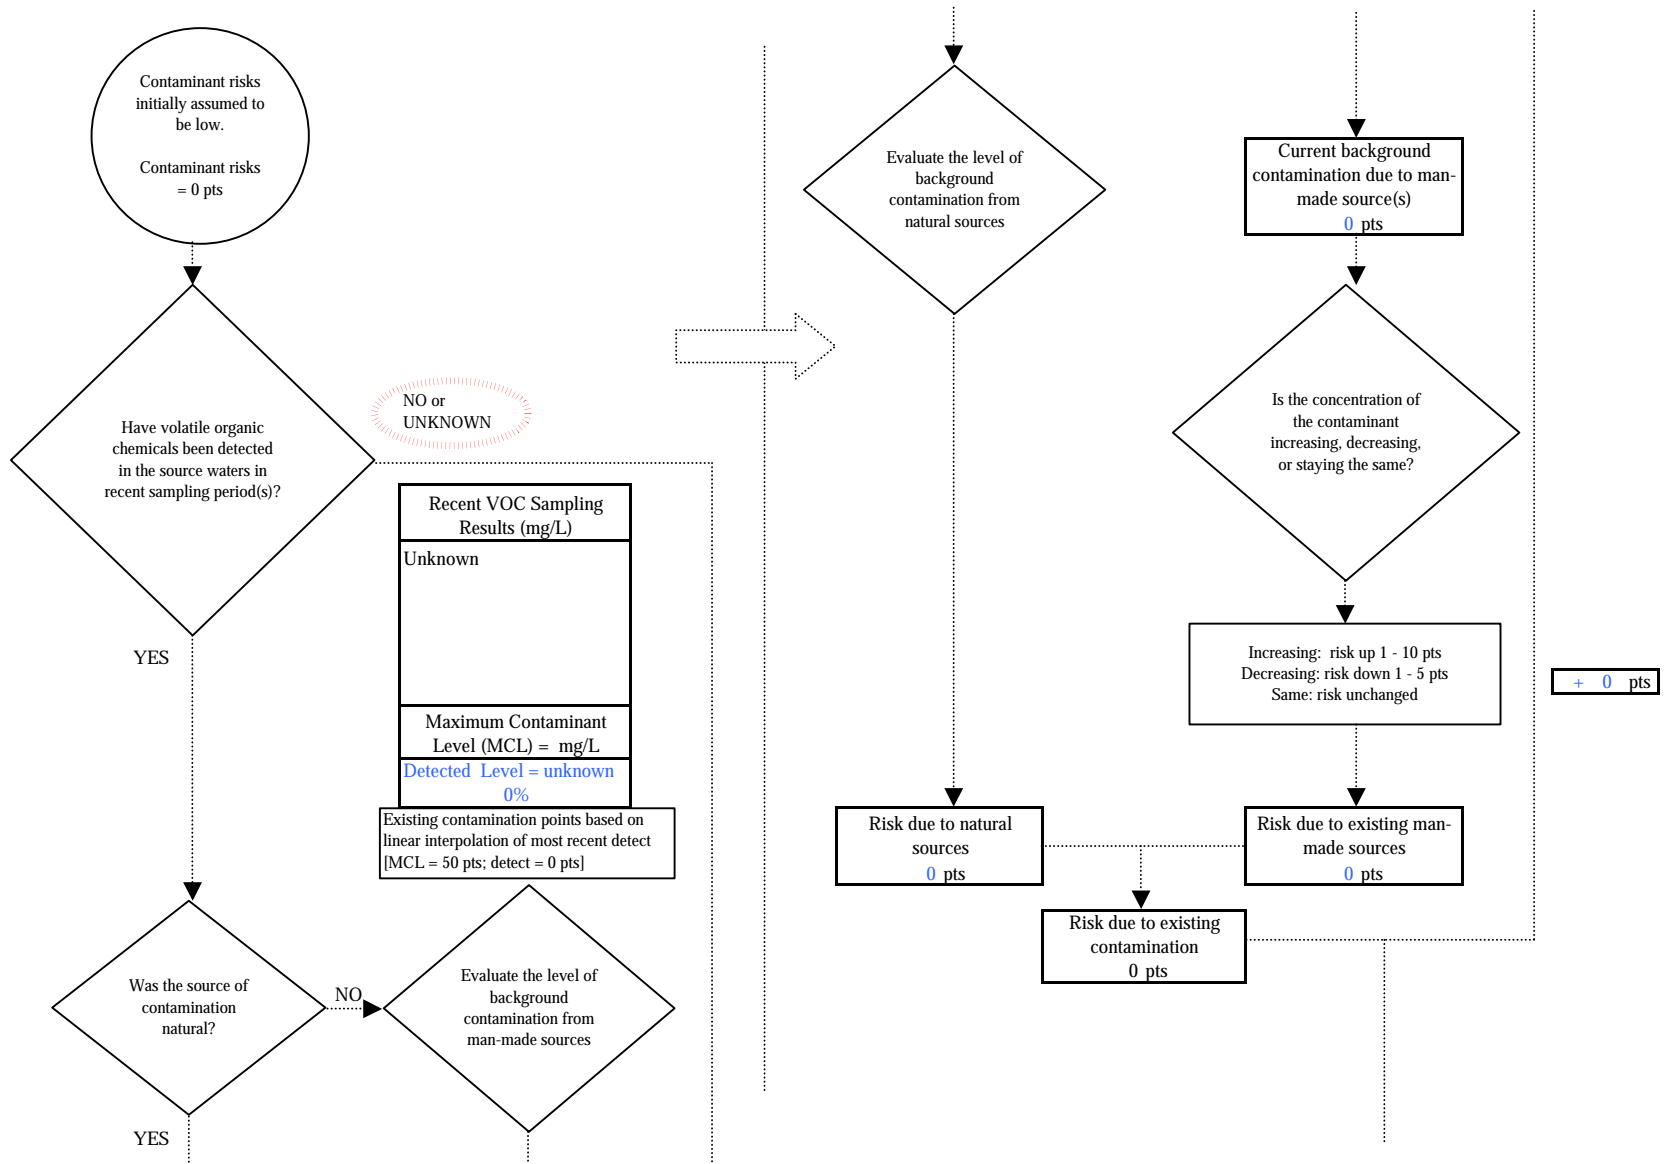 Contaminant risks
initially assumed to
be low.
Contaminant risks
= 0 pts
Have volatile organic
chemicals been detected
in the source waters in
recent sampling period(s)?
NO or
UNKNOWN
YES
Recent VOC Sampling
Results (mg/L)
Unknown
Maximum Contaminant
Level (MCL) = mg/L
Detected Level = unknown
0%
Existing contamination points based on
linear interpolation of most recent detect
[MCL = 50 pts; detect = 0 pts]
Was the source of
contamination
natural?
NO
YES
Evaluate the level of
background
contamination from
man-made sources
Evaluate the level of
background
contamination from
natural sources
Current background
contamination due to man-
made source(s)
0 pts
Is the concentration of
the contaminant
increasing, decreasing,
or staying the same?
Increasing: risk up 1 - 10 pts
Decreasing: risk down 1 - 5 pts
Same: risk unchanged
+ 0 pts
Risk due to natural
sources
0 pts
Risk due to existing man-
made sources
0 pts
Risk due to existing
contamination
0 pts